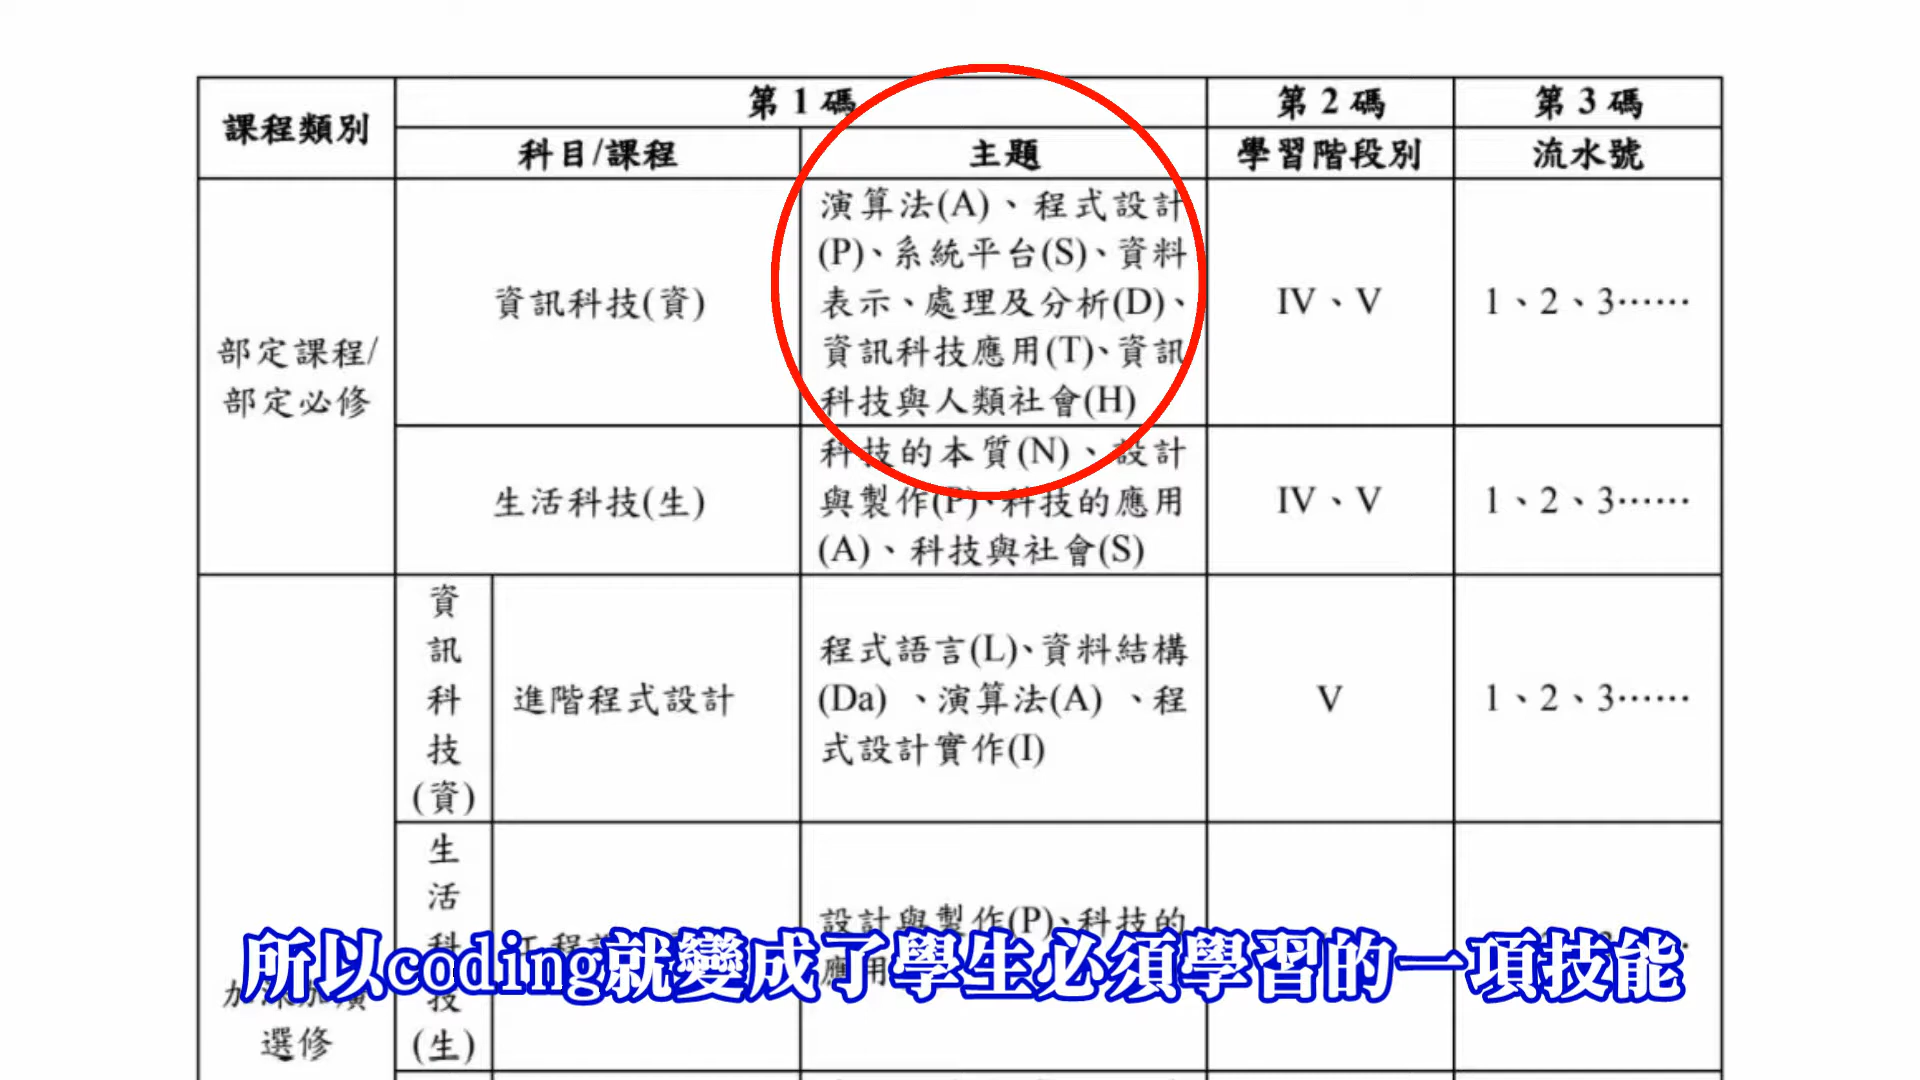 課程類別
第 1 碼
第 2 碼
第 3 碼
科目/課程
主題
學習階段別
流水號
部定課程/
部定必修
資訊科技(資)
演算法(A)、程式設計
(P)、系統平台(S)、資料
表示、處理及分析(D)、
資訊科技應用(T)、資訊
科技與人類社會(H)
IV、V
1、2、3⋯⋯
生活科技(生)
科技的本質(N)、設計
與製作(P)、科技的應用
(A)、科技與社會(S)
IV、V
1、2、3⋯⋯
選修
資
訊
科
技
(資)
進階程式設計
程式語言(L)、資料結構
(Da)、演算法(A)、程
式設計實作(I)
V
1、2、3⋯⋯
生
活
科
技
(生)
設計與製作(P)、科技的
應用
所以coding就變成了學生必須學習的一項技能